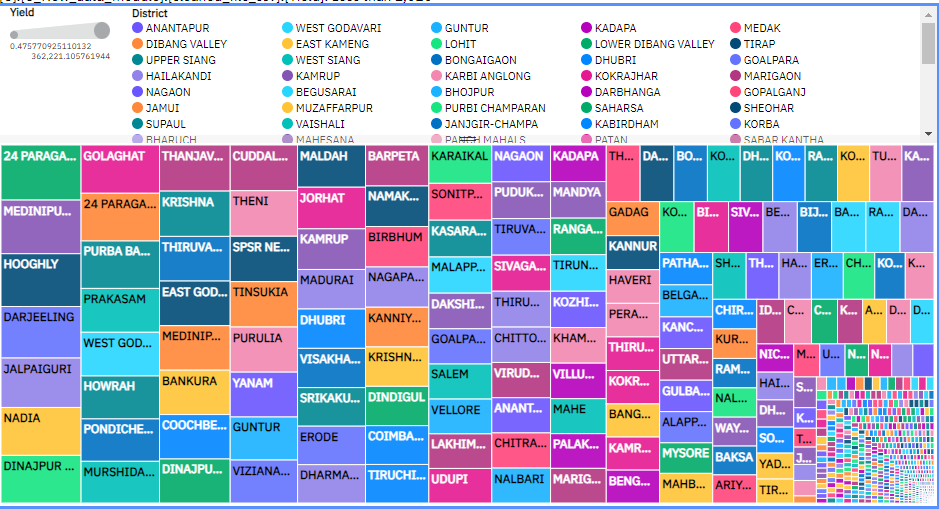 Yield
0.475770925110132
362,221.105761944
District
ANANTAPUR WEST GODAVARI GUNTUR KADAPA MEDAK
DIBANG VALLEY EAST KAMENG LOHIT LOWER DIBANG VALLEY TIRAP
UPPER SIANG WEST SIANG BONGAIGAON DHUBRI GOALPARA
HAILAKANDI KAMRUP KARBI ANGLONG KOKRAJHAR MARIGAON
NAGAON BEGUSARAI BHOJPUR DARBHANGA GOPALGANJ
JAMUI MUZAFFARPUR PURBI CHAMPARAN SAHARSA SHEOHAR
SUPAUL VAISHALI JANJGIR-CHAMPA KABIRDHAM KORBA
BHARUCH MAHESANA PANCH MAHALS PATAN SABAR KANTHA
24 PARAGA...
MEDINIPU...
HOOGHLY
DARJEELING
JALPAIGURI
NADIA
DINAJPUR ...
GOLAGHAT
24 PARAGA...
PURBA BA...
PRAKASAM
WEST GOD...
HOWRAH
PONDICHE...
MURSHIDA...
THANJAV...
KRISHNA
THIRUVA...
EAST GOD...
MEDINIP...
BANKURA
COOCHBE...
DINAJPU...
CUDDAL...
THENI
SPSR NE...
TINSUKIA
PURULIA
YANAM
GUNTUR
VIZIANA...
MALDAH
JORHAT
KAMRUP
MADURAI
DHUBRI
VISAKHA...
SRIKAKU...
ERODE
DHARMA...
BARPETA
NAMAK...
BIRBHUM
NAGAPA...
KANNIY...
KRISHN...
DINDIGUL
COIMBA...
TIRUCHI...
KARAIKAL
SONITP...
KASARA...
MALAPP...
DAKSHI...
GOALPA...
SALEM
VELLORE
LAKHIM...
UDUPI
NAGAON
PUDUK...
TIRUVA...
SIVAGA...
THIRU...
CHITTO...
VIRUD...
ANANT...
CHITRA...
NALBARI
KADAPA
MANDYA
RANGA...
TIRUN...
KOZHI...
KHAM...
VILLU...
MAHE
PALAK...
MARIG...
TH...
DA...
BO...
KO...
DH...
KO...
RA...
KO...
TU...
KA...
GADAG
KANNUR
HAVERI
PERA...
THIRU...
KOKR...
BANG...
KAMR...
BENG...
KO...
BI...
SIV...
BE...
BIJ...
BA...
RA...
DA...
PATHA...
BELGA...
KANC...
UTTAR...
GULBA...
ALAPP...
MYSORE
MAHB...
SH...
TH...
HA...
ER...
CH...
KO...
K...
CHIR...
KUR...
RAM...
NAL...
WAY...
BAKSA
ARIY...
ID...
C...
C...
K...
A...
D...
D...
NIC...
HAI...
DH...
SO...
YAD...
TIR...
M...
U...
N...
N...
S...
K...
T...
J...